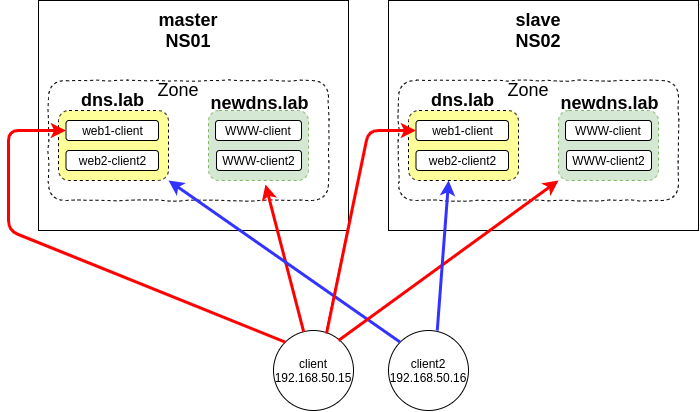 master
NS01
Zone
dns.lab
newdns.lab
web1-client
web2-client2
WWW-client
WWW-client2
slave
NS02
Zone
dns.lab
newdns.lab
web1-client
web2-client2
WWW-client
WWW-client2
client
192.168.50.15
client2
192.168.50.16